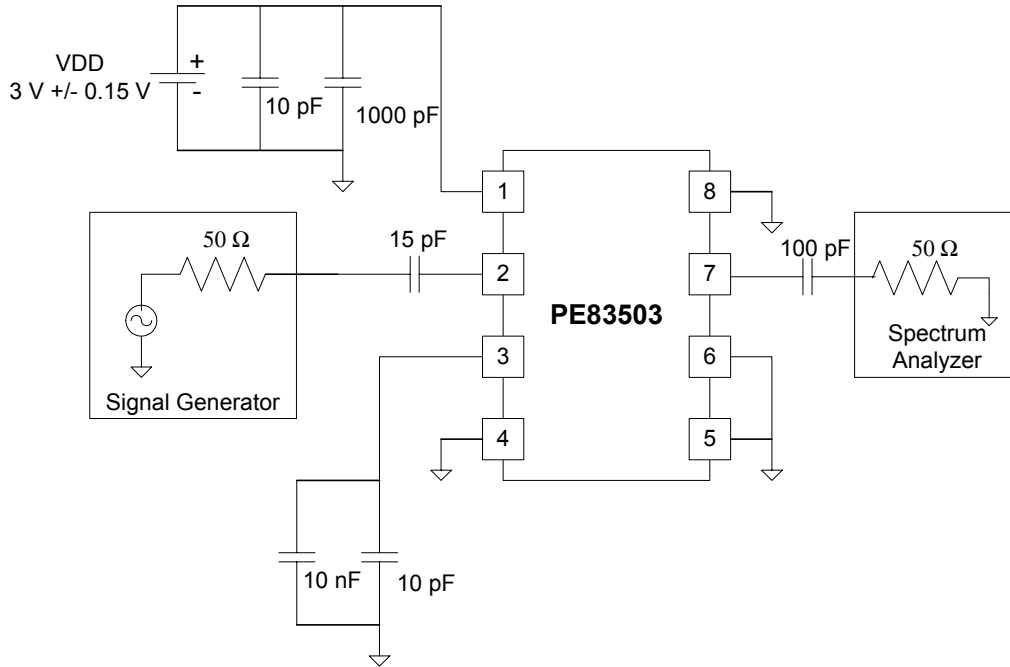 VDD
3 V +/- 0.15 V
+
-
10 pF
1000 pF
1
8
50 Ω
15 pF
2
Signal Generator
PE83503
7
100 pF
50 Ω
Spectrum
Analyzer
3
6
4
5
10 nF
10 pF